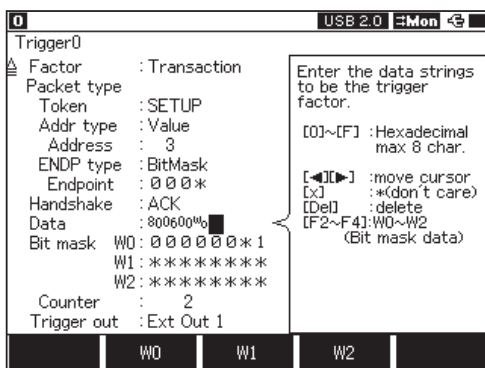 0 USB 2.0 ⇄Mon
Trigger0
Factor :Transaction
Packet type
Token :SETUP
Addr type :Value
Address : 3
ENDP type :BitMask
Endpoint :000*
Handshake :ACK
Data :800600
Bit mask W0:000000*1
W1:********
W2:********
Counter : 2
Trigger out :Ext Out 1
Enter the data strings
to be the trigger
factor.
[0]~[F] :Hexadecimal
max 8 char.
[◀][▶] :move cursor
[x] :*(don't care)
[Del] :delete
[F2~F4]:W0~W2
(Bit mask data)
W0 W1 W2